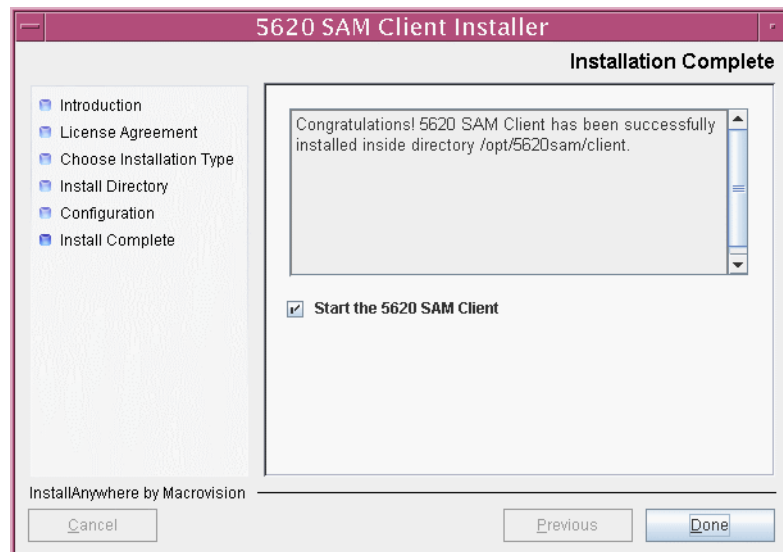 5620 SAM Client Installer
Installation Complete
Introduction
License Agreement
Choose Installation Type
Install Directory
Configuration
Install Complete
Congratulations! 5620 SAM Client has been successfully
installed inside directory /opt/5620sam/client.
Start the 5620 SAM Client
InstallAnywhere by Macrovision
Cancel
Previous
Done